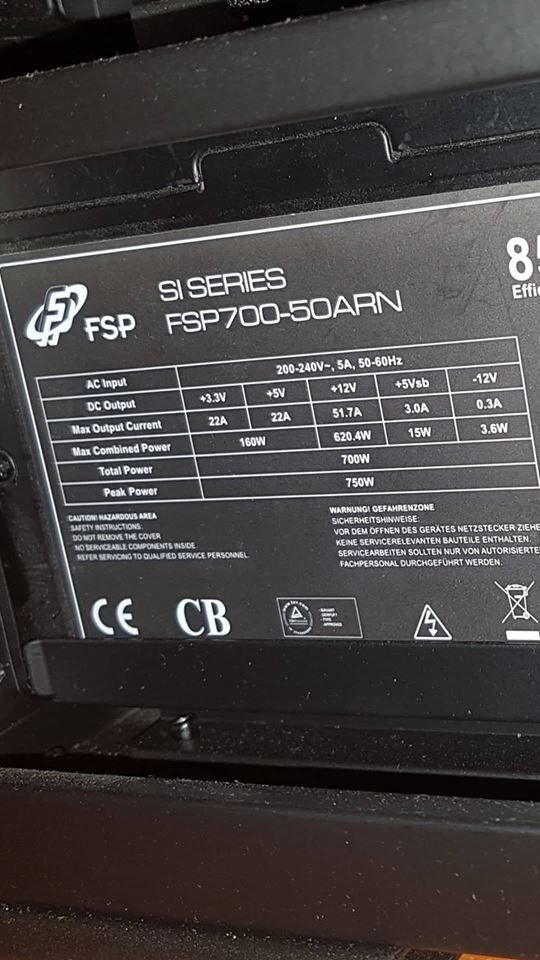 SI SERIES
FSP FSP700-50ARN
Effi
AC Input 200-240V~, 5A, 50-60Hz
DC Output +3.3V +5V +12V +5Vsb -12V
Max Output Current 22A 22A 51.7A 3.0A 0.3A
Max Combined Power 160W 620.4W 15W 3.6W
Total Power 700W
Peak Power 750W
CAUTION! HAZARDOUS AREA
SAFETY INSTRUCTIONS:
DO NOT REMOVE THE COVER
NO SERVICEABLE COMPONENTS INSIDE.
REFER SERVICING TO QUALIFIED SERVICE PERSONNEL.
WARNUNG! GEFAHRENZONE
SICHERHEITSHINWEISE:
VOR DEM ÖFFNEN DES GERÄTES NETZSTECKER ZIEHE
KEINE SERVICERELEVANTEN BAUTEILE ENTHALTEN.
SERVICEARBEITEN SOLLTEN NUR VON AUTORISIERTE
FACHPERSONAL DURCHGEFÜHRT WERDEN.
CE CB